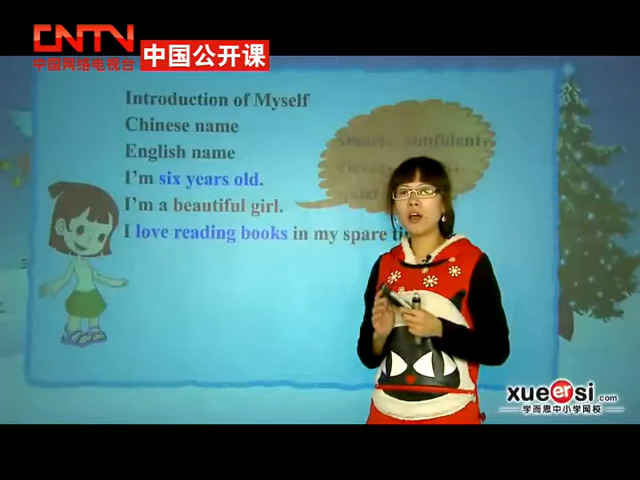 CNTV
中国网络电视台
中国公开课
Introduction of Myself
Chinese name
English name
I'm six years old.
I'm a beautiful girl.
I love reading books in my spare
confident
xueersi.com
学而思中小学网校